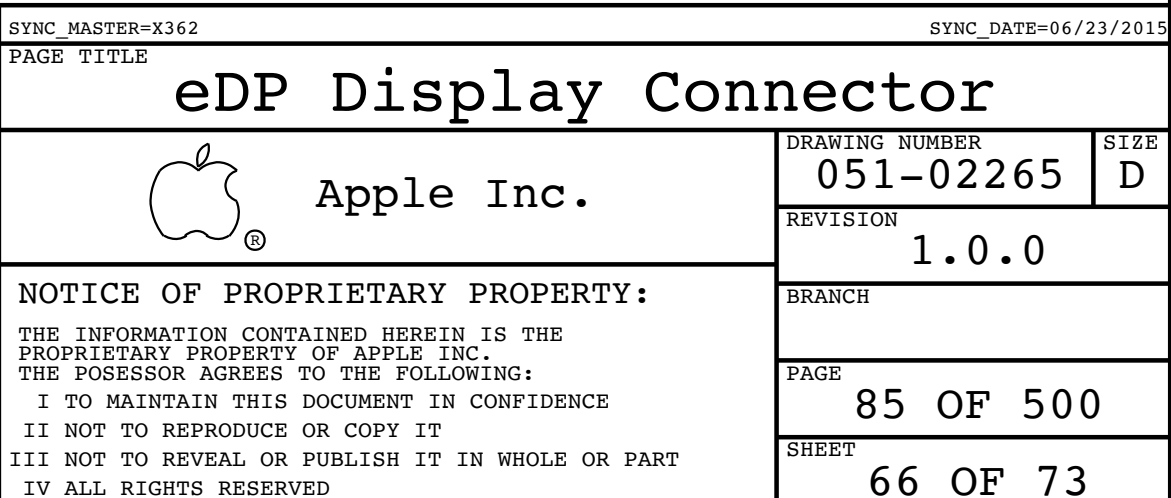 SYNC_MASTER=X362 SYNC_DATE=06/23/2015
PAGE TITLE
eDP Display Connector
Apple Inc.
®
DRAWING NUMBER
051-02265
SIZE
D
REVISION
1.0.0
BRANCH
NOTICE OF PROPRIETARY PROPERTY:
THE INFORMATION CONTAINED HEREIN IS THE
PROPRIETARY PROPERTY OF APPLE INC.
THE POSESSOR AGREES TO THE FOLLOWING:
I TO MAINTAIN THIS DOCUMENT IN CONFIDENCE
II NOT TO REPRODUCE OR COPY IT
III NOT TO REVEAL OR PUBLISH IT IN WHOLE OR PART
IV ALL RIGHTS RESERVED
PAGE
85 OF 500
SHEET
66 OF 73